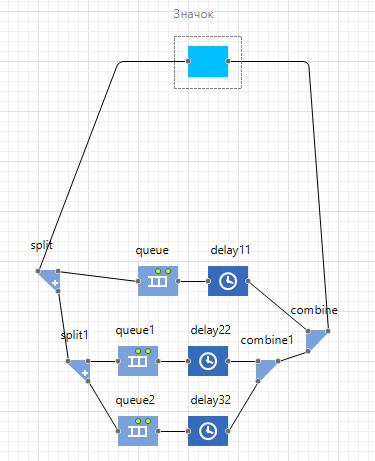 Значок
split
queue
delay11
combine
split1
queue1
delay22
combine1
queue2
delay32